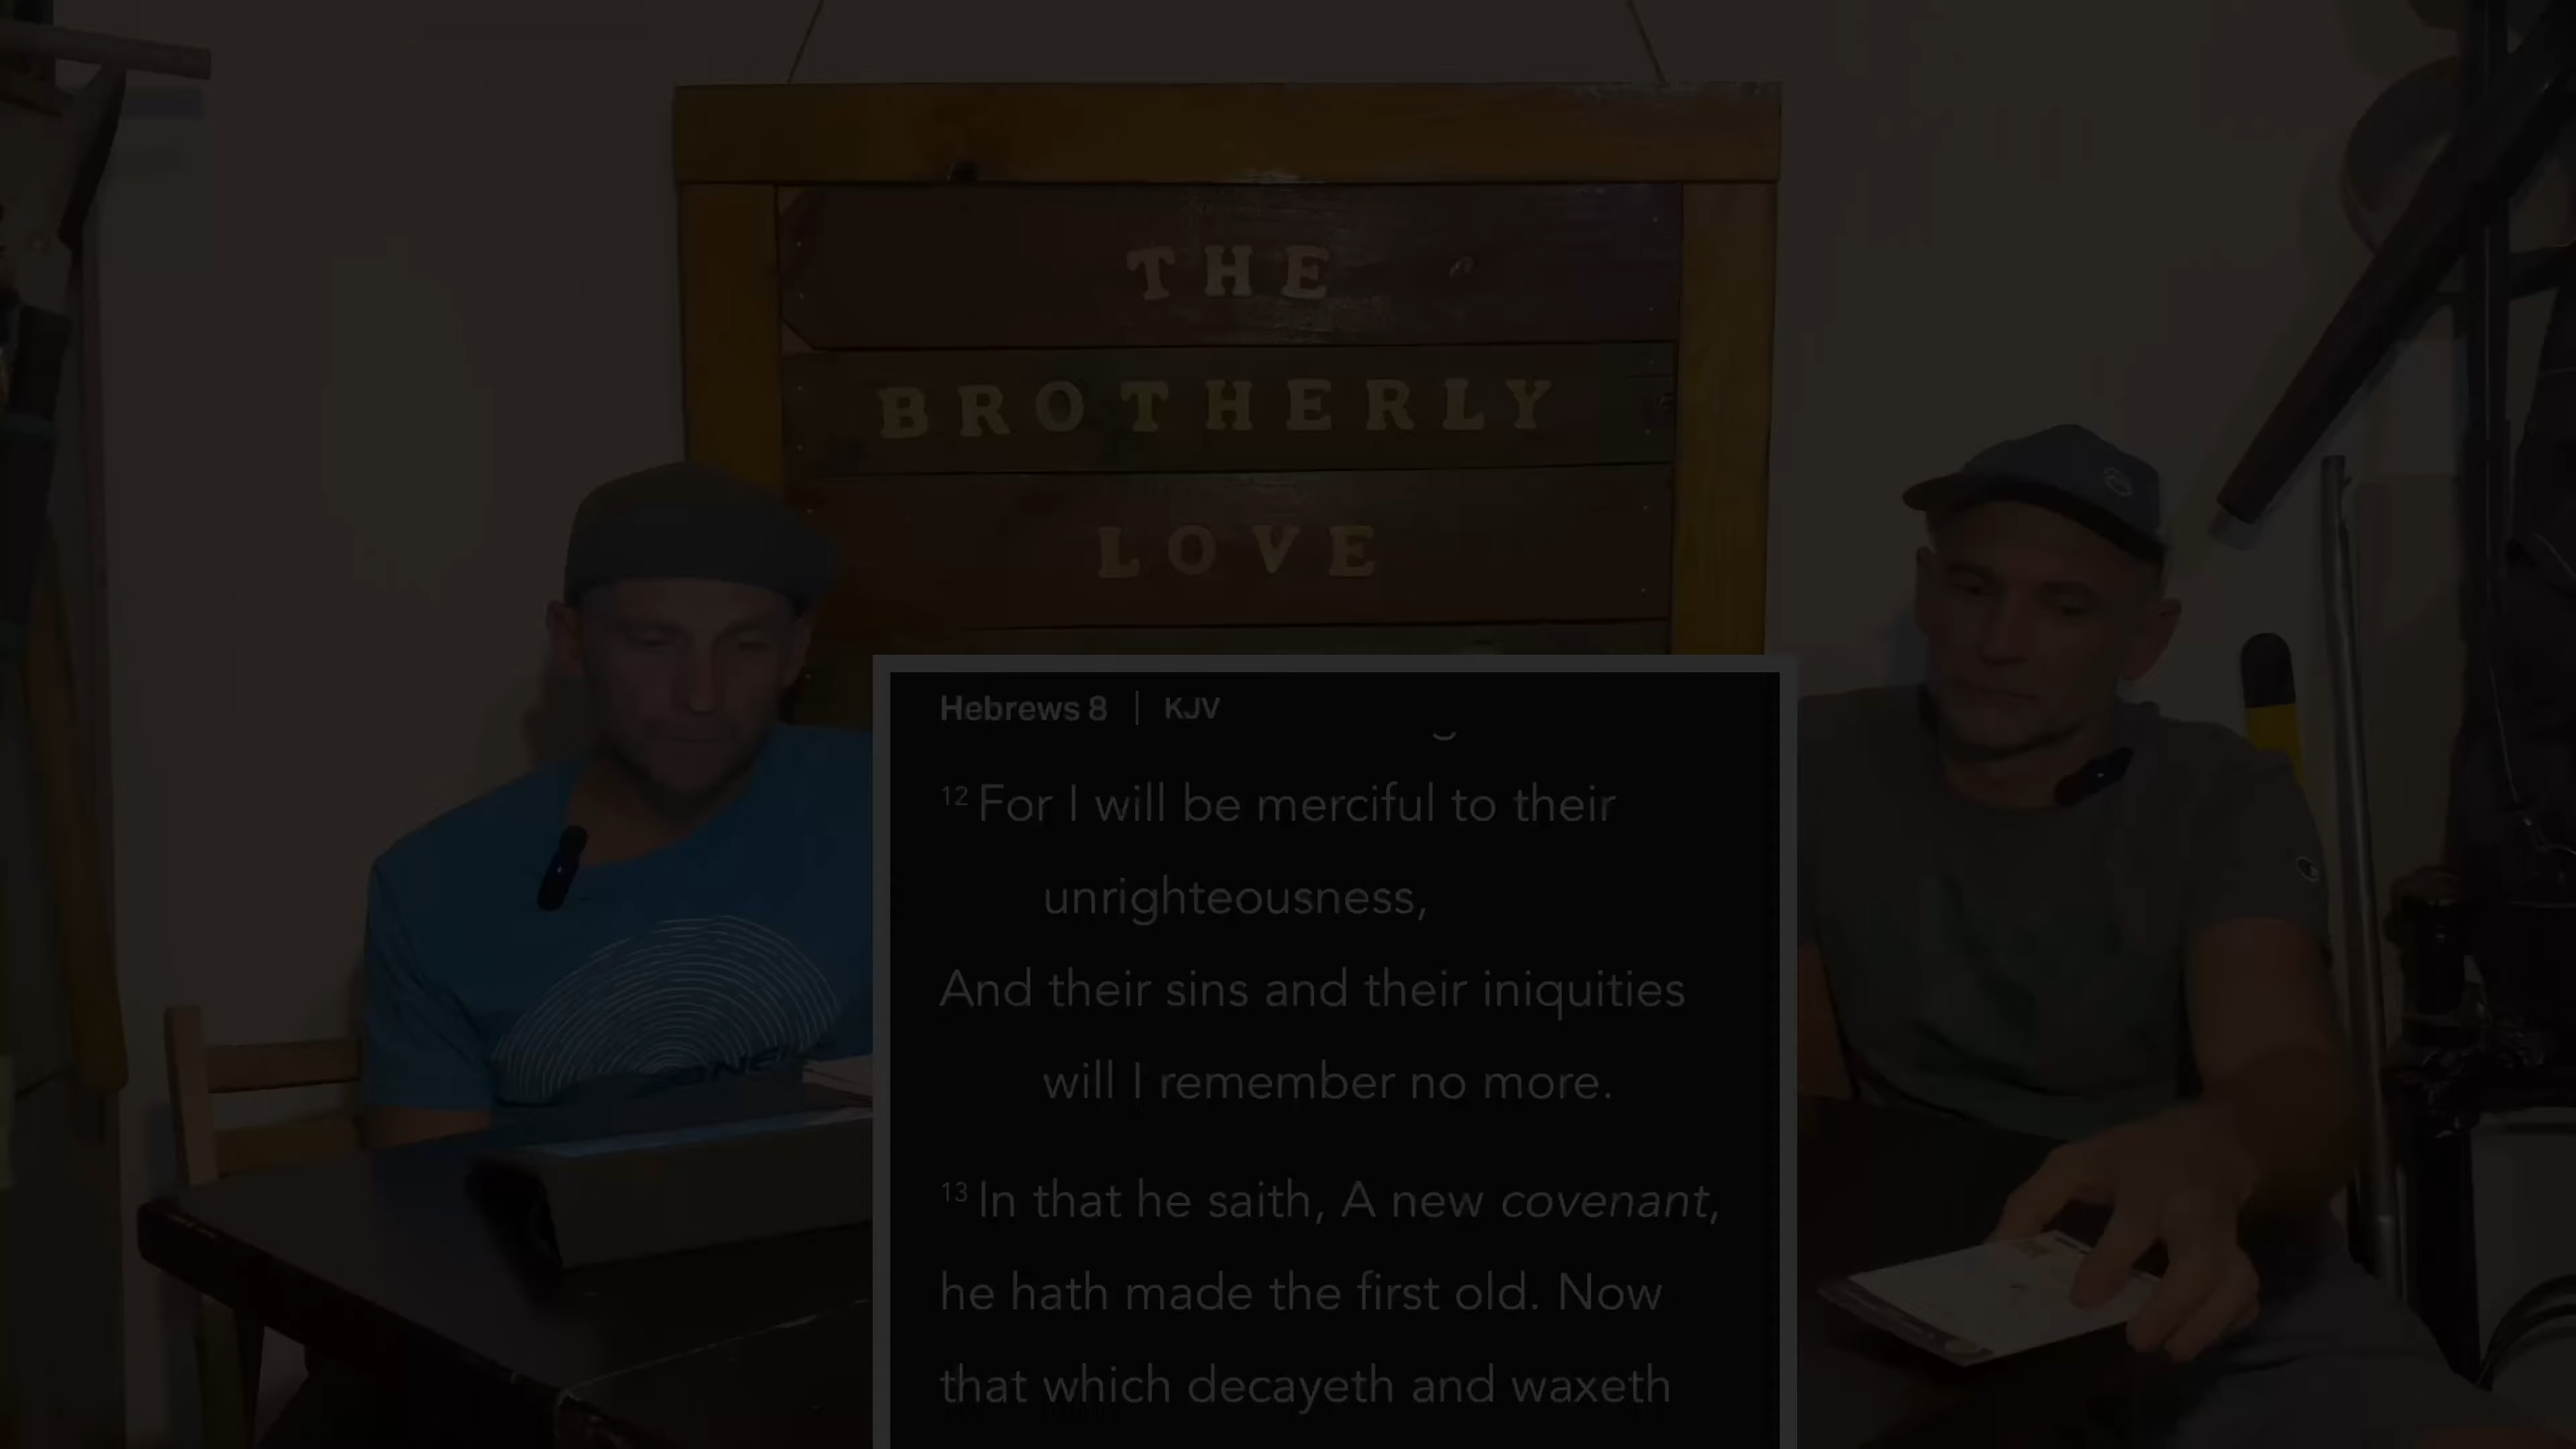 THE
BROTHERLY
LOVE
Hebrews 8 | KJV
12 For I will be merciful to their
unrighteousness,
And their sins and their iniquities
will I remember no more.
13 In that he saith, A new covenant,
he hath made the first old. Now
that which decayeth and waxeth